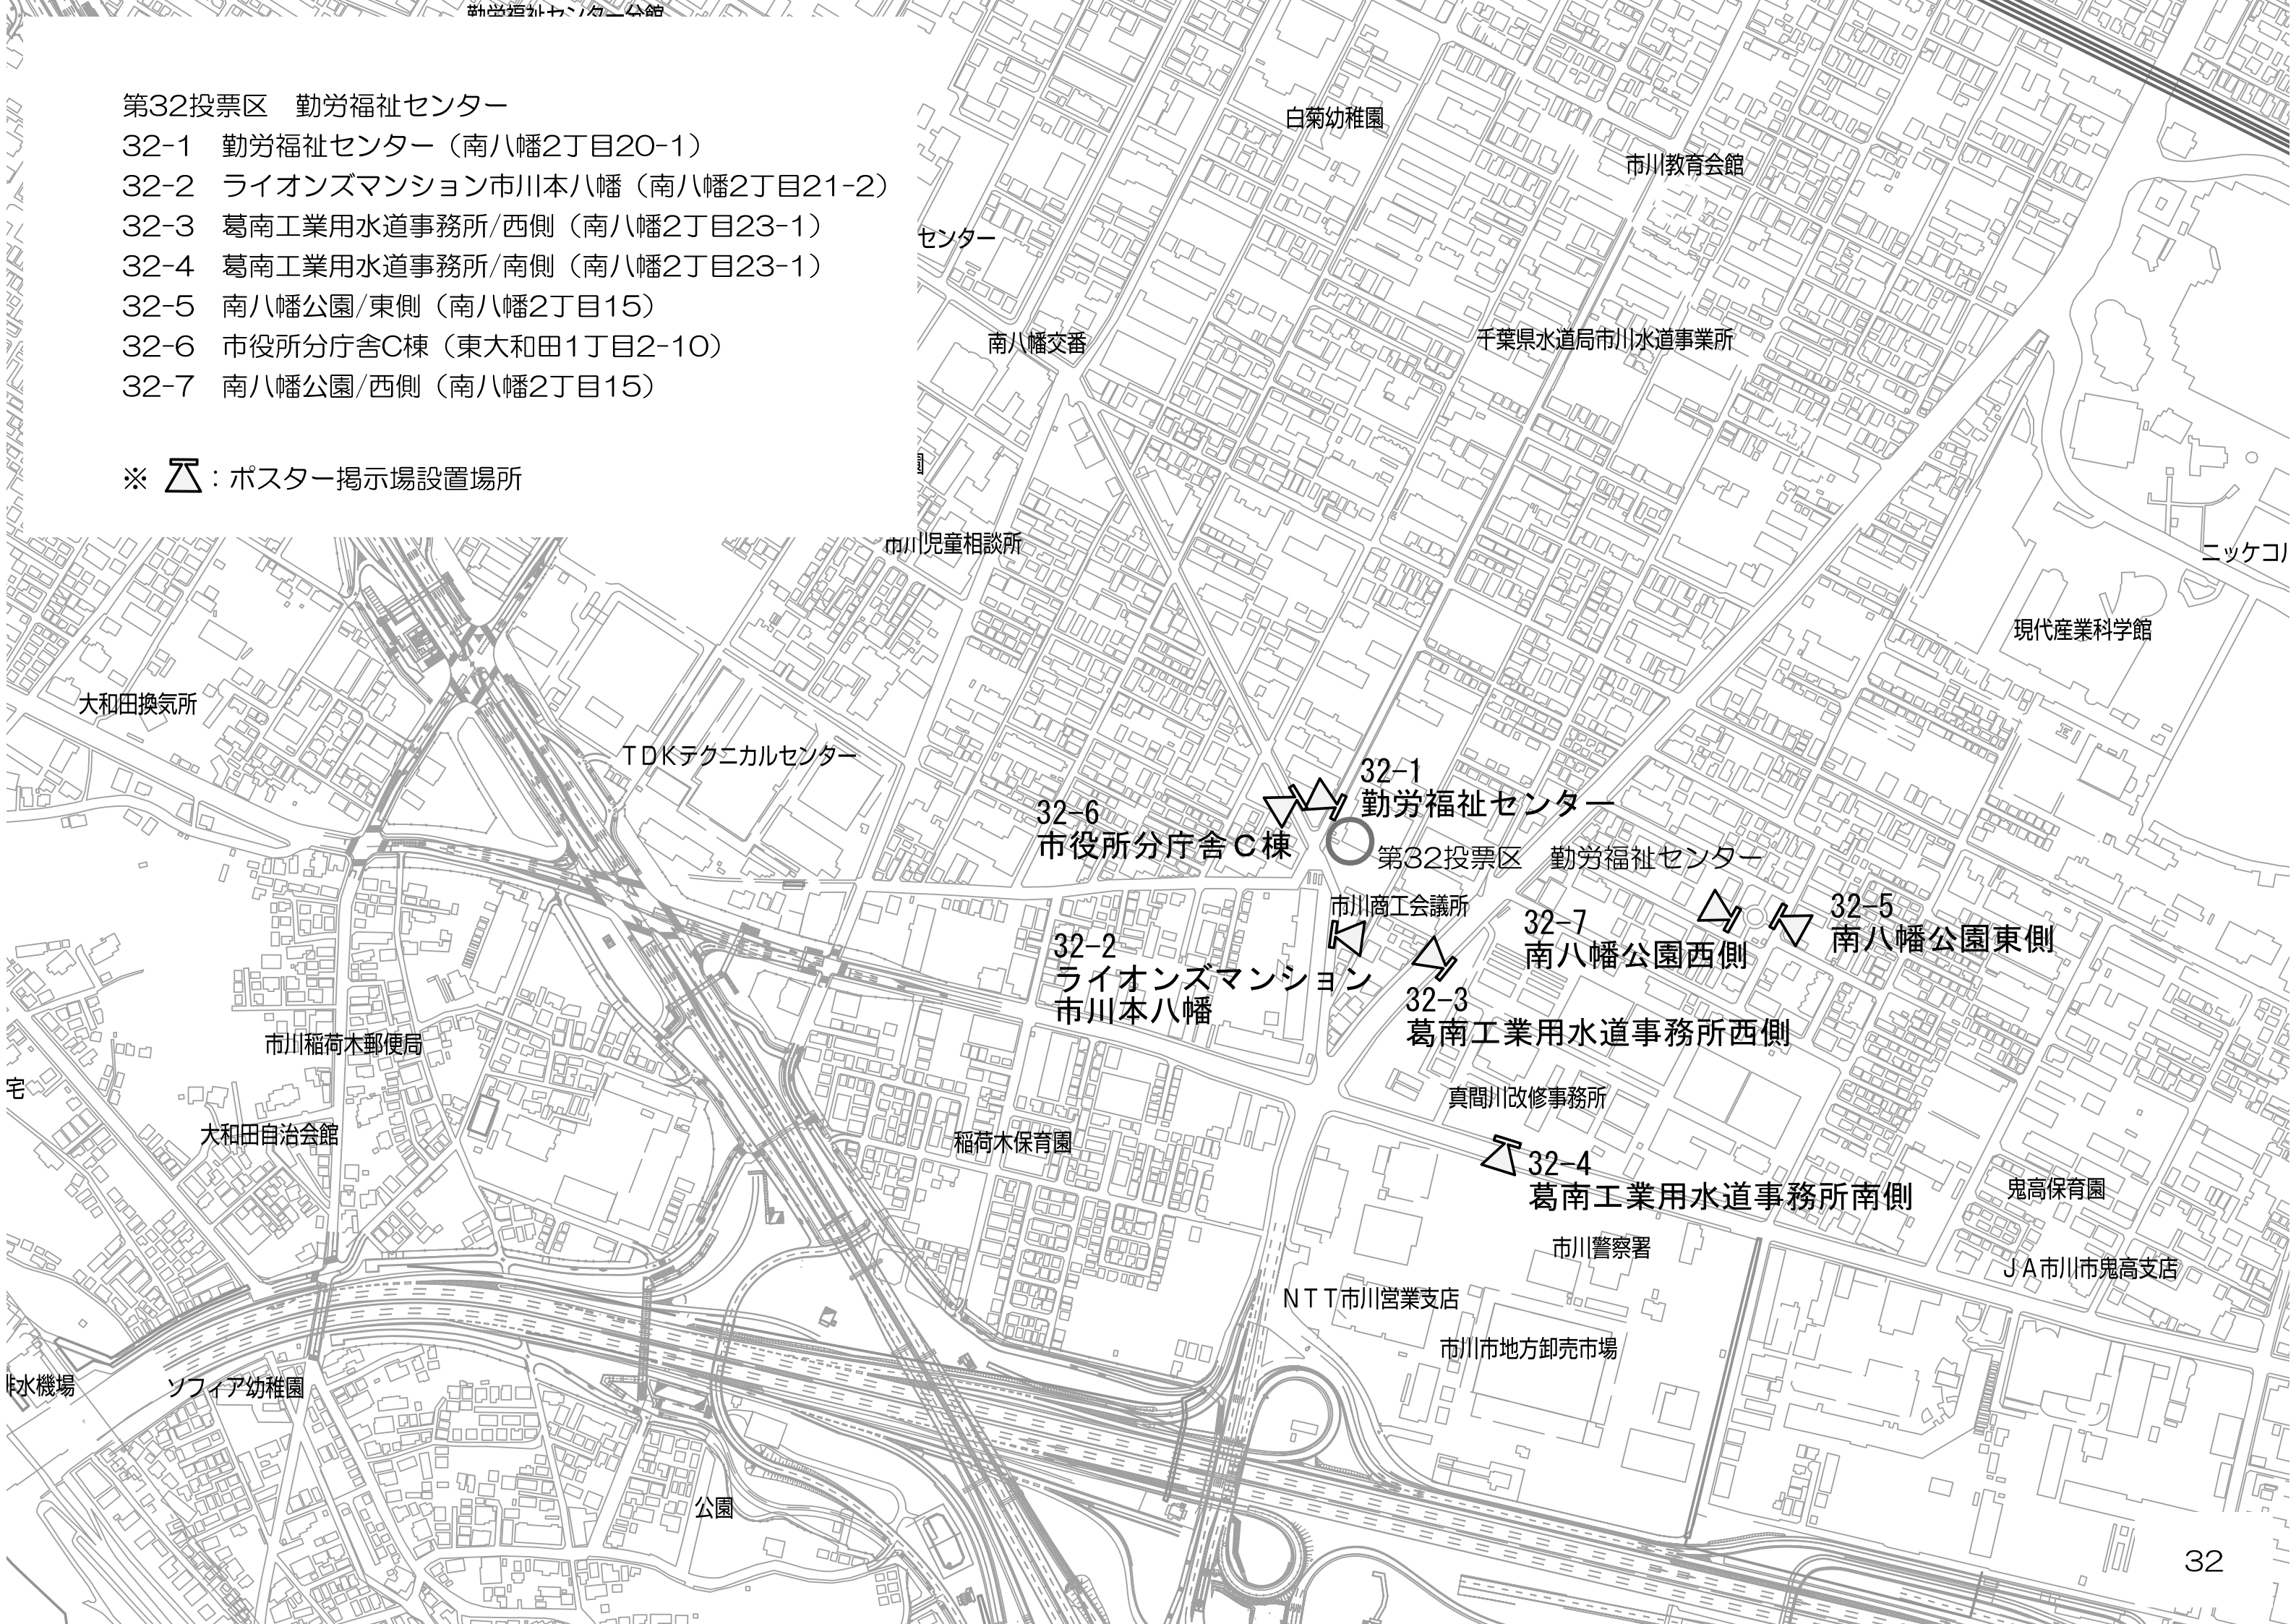 勤労福祉センター分館
第32投票区　勤労福祉センター
32-1　勤労福祉センター（南八幡2丁目20-1）
32-2　ライオンズマンション市川本八幡（南八幡2丁目21-2）
32-3　葛南工業用水道事務所/西側（南八幡2丁目23-1）
32-4　葛南工業用水道事務所/南側（南八幡2丁目23-1）
32-5　南八幡公園/東側（南八幡2丁目15）
32-6　市役所分庁舎C棟（東大和田1丁目2-10）
32-7　南八幡公園/西側（南八幡2丁目15）
※　：ポスター掲示場設置場所
白菊幼稚園
市川教育会館
センター
南八幡交番
千葉県水道局市川水道事業所
園
市川児童相談所
ニッケコル
現代産業科学館
大和田換気所
ＴＤＫテクニカルセンター
32-1
勤労福祉センター
32-6
市役所分庁舎Ｃ棟
第32投票区　勤労福祉センター
市川商工会議所
32-7
南八幡公園西側
32-5
南八幡公園東側
32-2
ライオンズマンション
市川本八幡
32-3
葛南工業用水道事務所西側
市川稲荷木郵便局
宅
真間川改修事務所
大和田自治会館
稲荷木保育園
32-4
葛南工業用水道事務所南側
鬼高保育園
市川警察署
ＪＡ市川市鬼高支店
ＮＴＴ市川営業支店
市川市地方卸売市場
排水機場
ソフィア幼稚園
公園
32